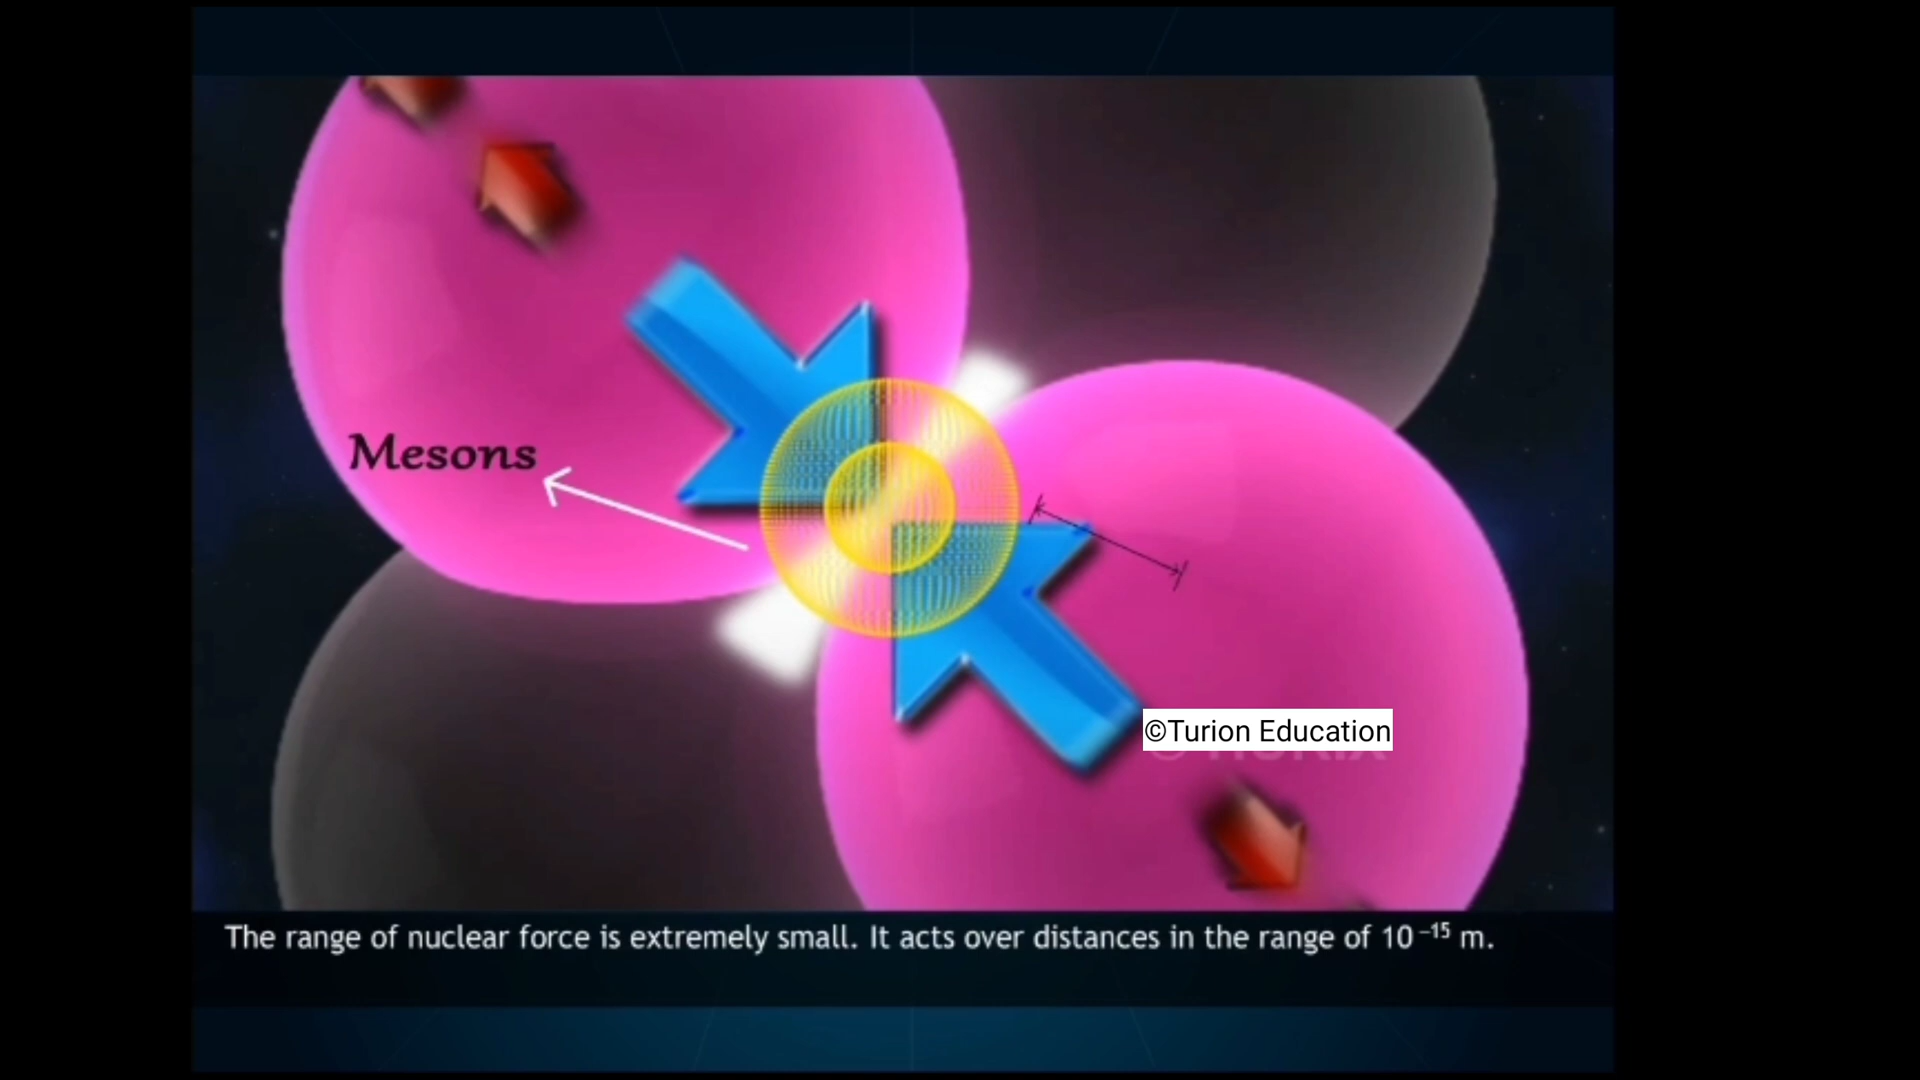 Mesons
©Turion Education
The range of nuclear force is extremely small. It acts over distances in the range of 10⁻¹⁵ m.